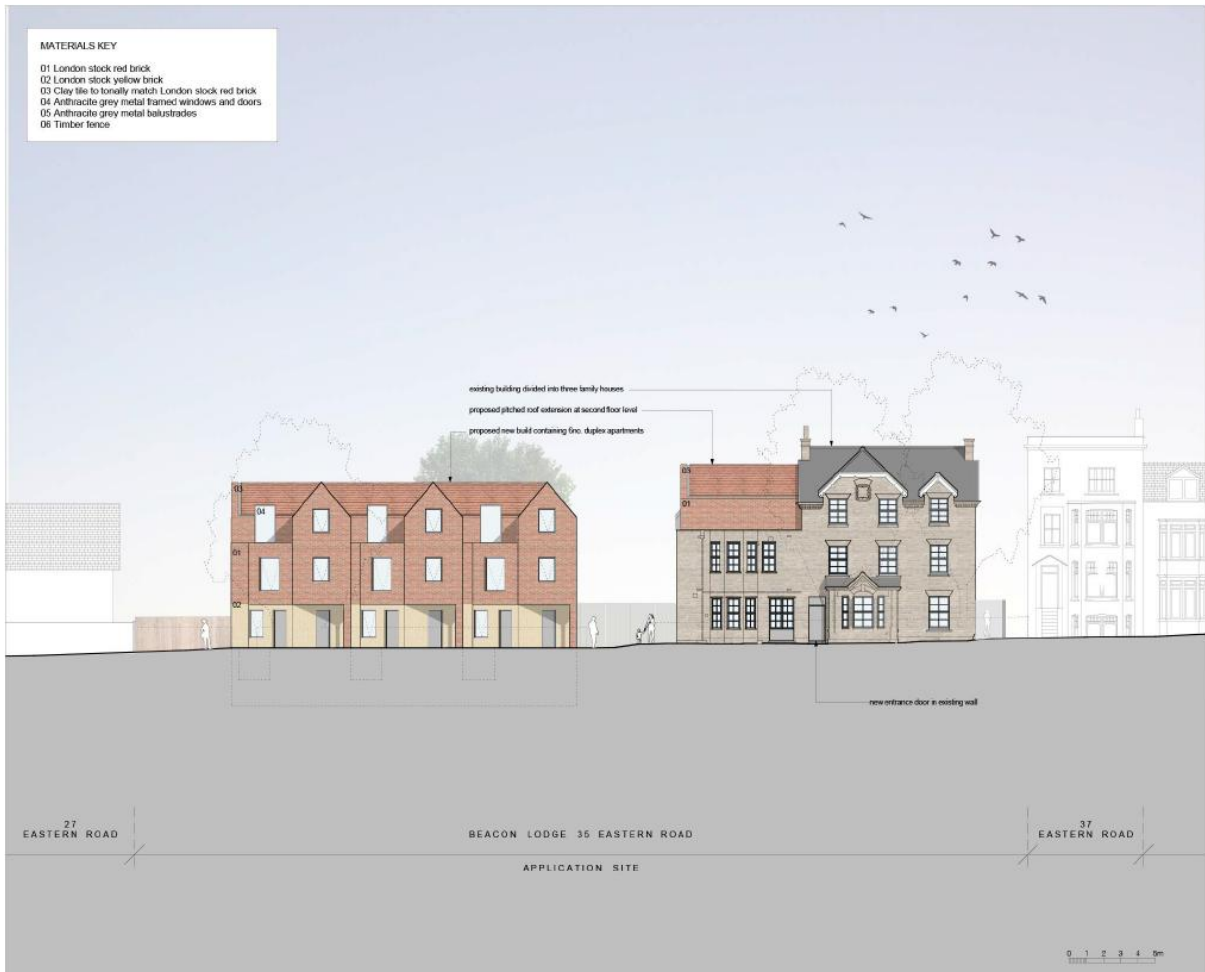 MATERIALS KEY
01 London stock red brick
02 London stock yellow brick
03 Clay tile to tonally match London stock red brick
04 Anthracite grey metal framed windows and doors
05 Anthracite grey metal balustrades
06 Timber fence
existing building divided into three family houses
proposed pitched roof extension at second floor level
proposed new build containing 6no. duplex apartments
03
04
01
02
03
01
new entrance door in existing wall
27
EASTERN ROAD
BEACON LODGE 35 EASTERN ROAD
37
EASTERN ROAD
APPLICATION SITE
0 1 2 3 4 5m